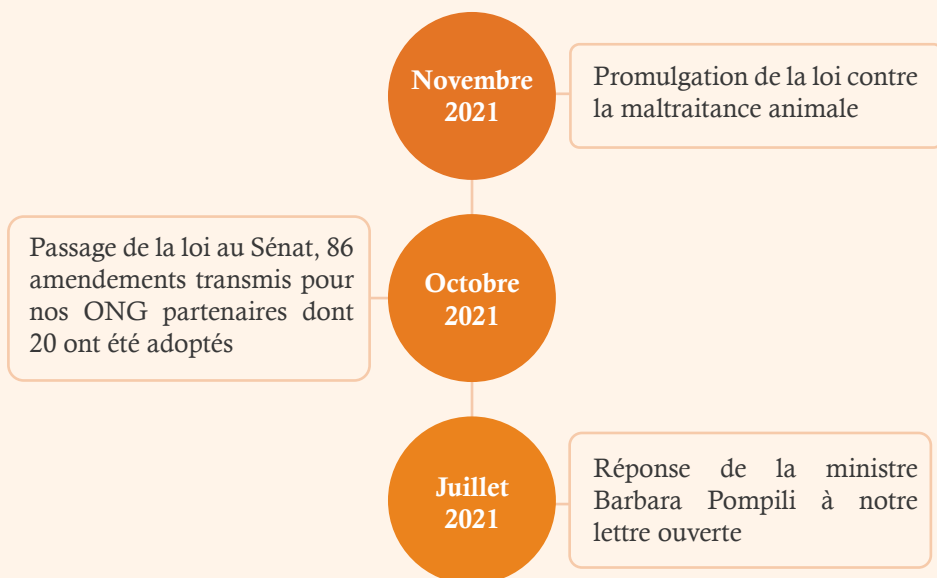 Novembre
2021
Promulgation de la loi contre
la maltraitance animale
Passage de la loi au Sénat, 86
amendements transmis pour
nos ONG partenaires dont
20 ont été adoptés
Octobre
2021
Juillet
2021
Réponse de la ministre
Barbara Pompili à notre
lettre ouverte